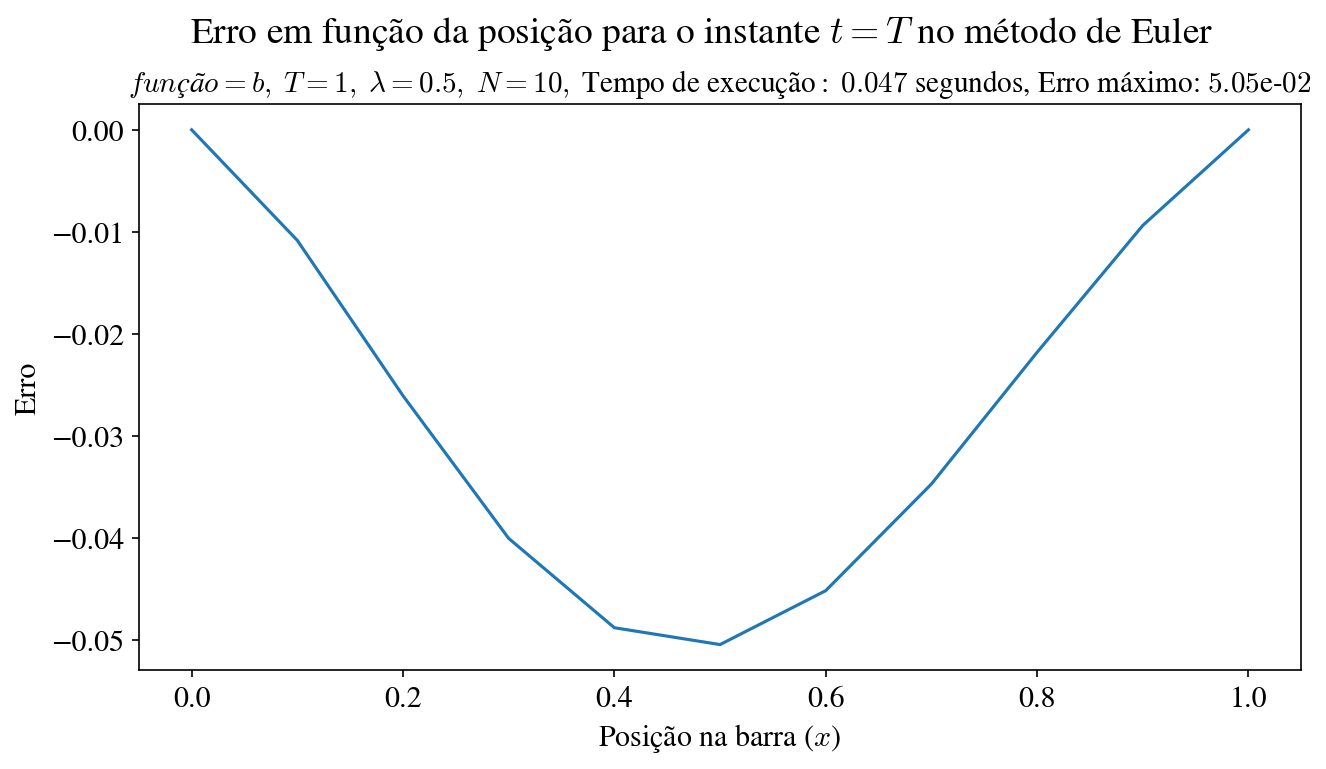 Erro em função da posição para o instante t = T no método de Euler
função = b, T = 1, λ = 0.5, N = 10, Tempo de execução : 0.047 segundos, Erro máximo: 5.05e-02
0.00
−0.01
−0.02
−0.03
−0.04
−0.05
Erro
0.0 0.2 0.4 0.6 0.8 1.0
Posição na barra (x)